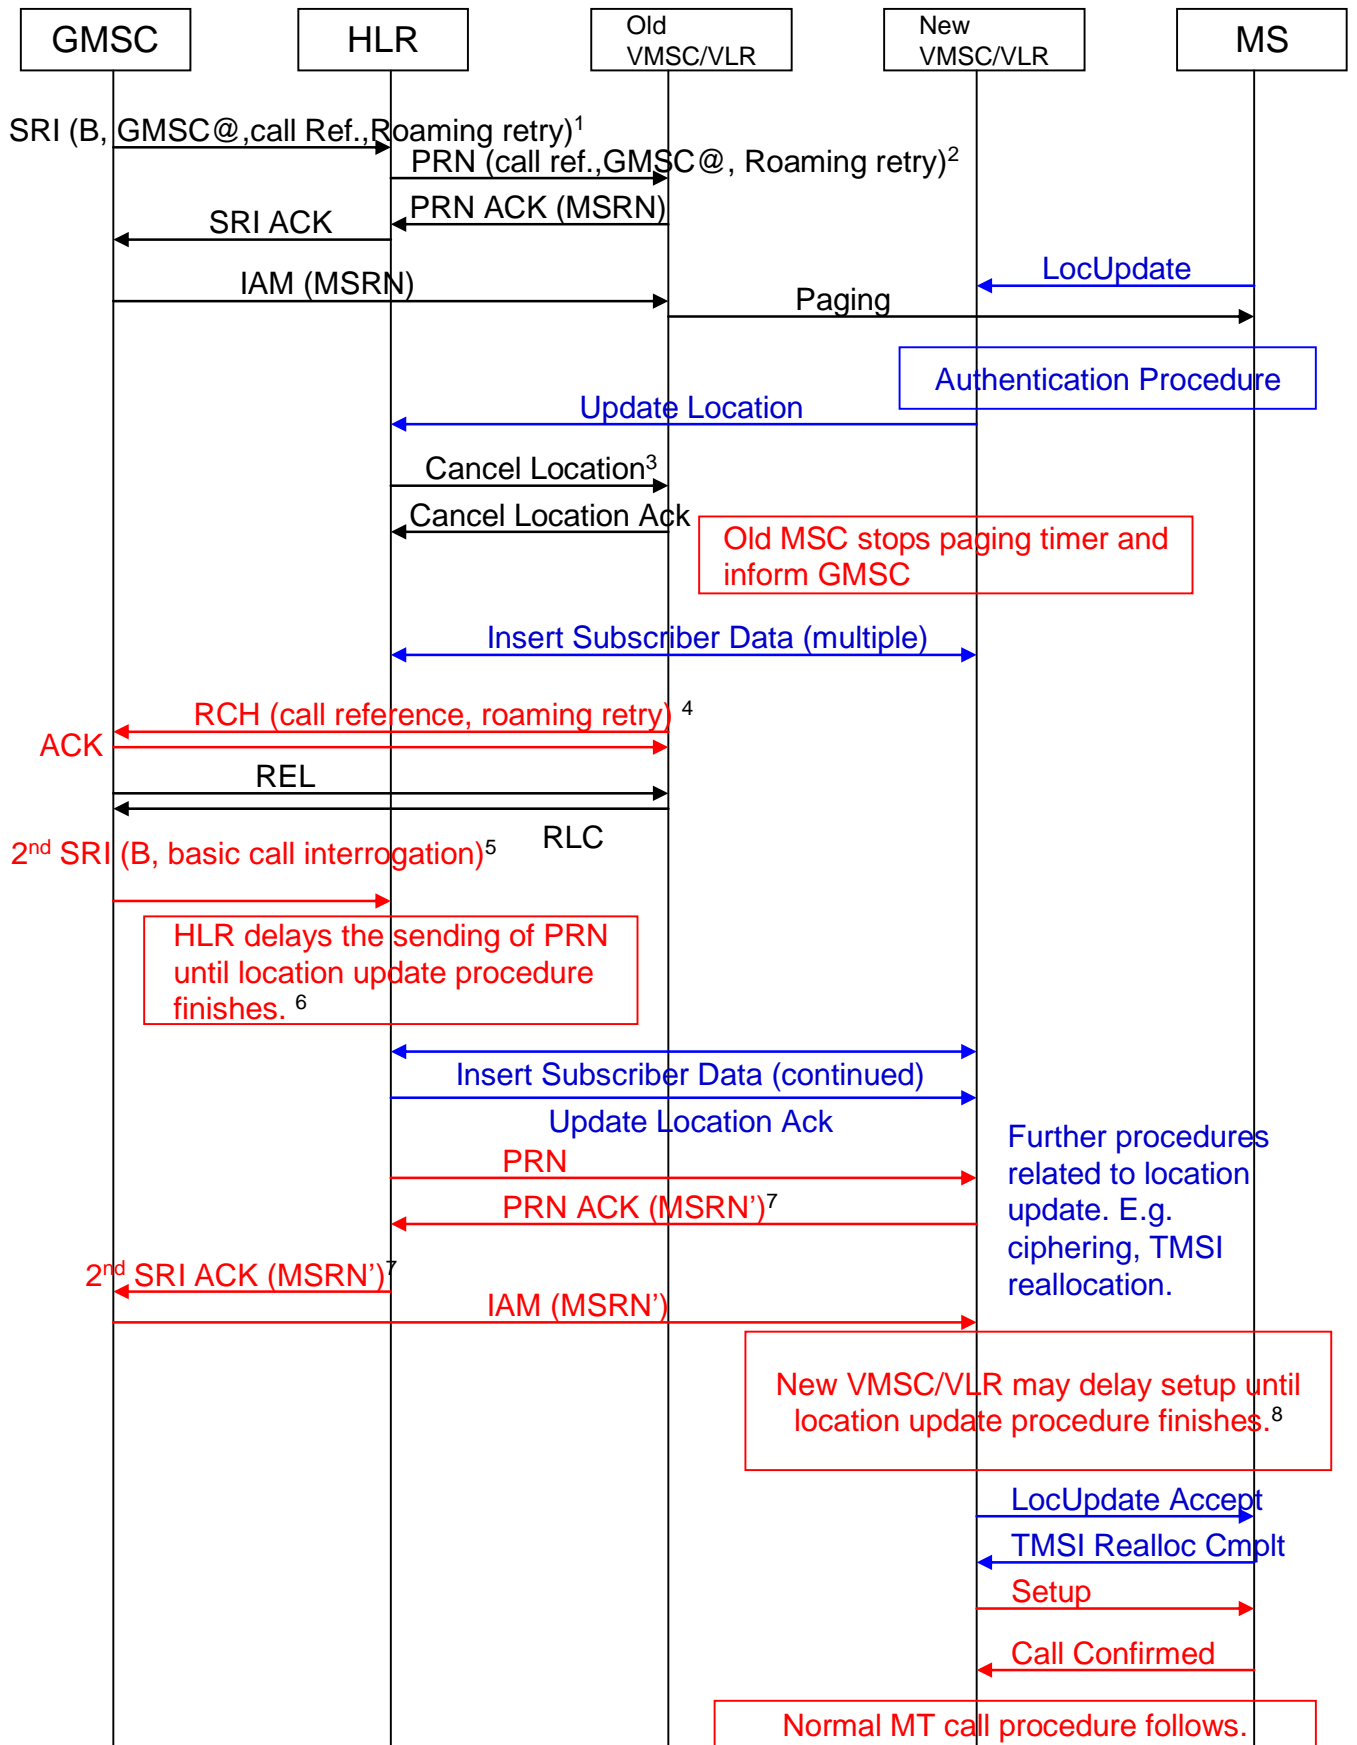 GMSC
HLR
Old
VMSC/VLR
New
VMSC/VLR
MS
SRI (B, GMSC@,call Ref.,Roaming retry)1
PRN (call ref.,GMSC@, Roaming retry)2
PRN ACK (MSRN)
SRI ACK
LocUpdate
IAM (MSRN)
Paging
Authentication Procedure
Update Location
Cancel Location3
Cancel Location Ack
Old MSC stops paging timer and
inform GMSC
Insert Subscriber Data (multiple)
RCH (call reference, roaming retry) 4
ACK
REL
RLC
2nd SRI (B, basic call interrogation)5
HLR delays the sending of PRN
until location update procedure
finishes. 6
Insert Subscriber Data (continued)
Update Location Ack
Further procedures
related to location
update. E.g.
ciphering, TMSI
reallocation.
PRN
PRN ACK (MSRN’)7
2nd SRI ACK (MSRN’)7
IAM (MSRN’)
New VMSC/VLR may delay setup until
location update procedure finishes.8
LocUpdate Accept
TMSI Realloc Cmplt
Setup
Call Confirmed
Normal MT call procedure follows.